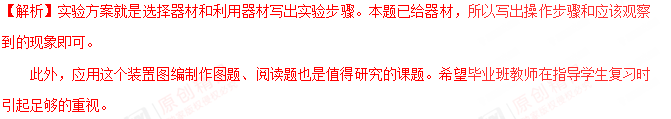 【解析】实验方案就是选择器材和利用器材写出实验步骤。本题已给器材，所以写出操作步骤和应该观察
到的现象即可。
此外，应用这个装置图编制作图题、阅读题也是值得研究的课题。希望毕业班教师在指导学生复习时
引起足够的重视。